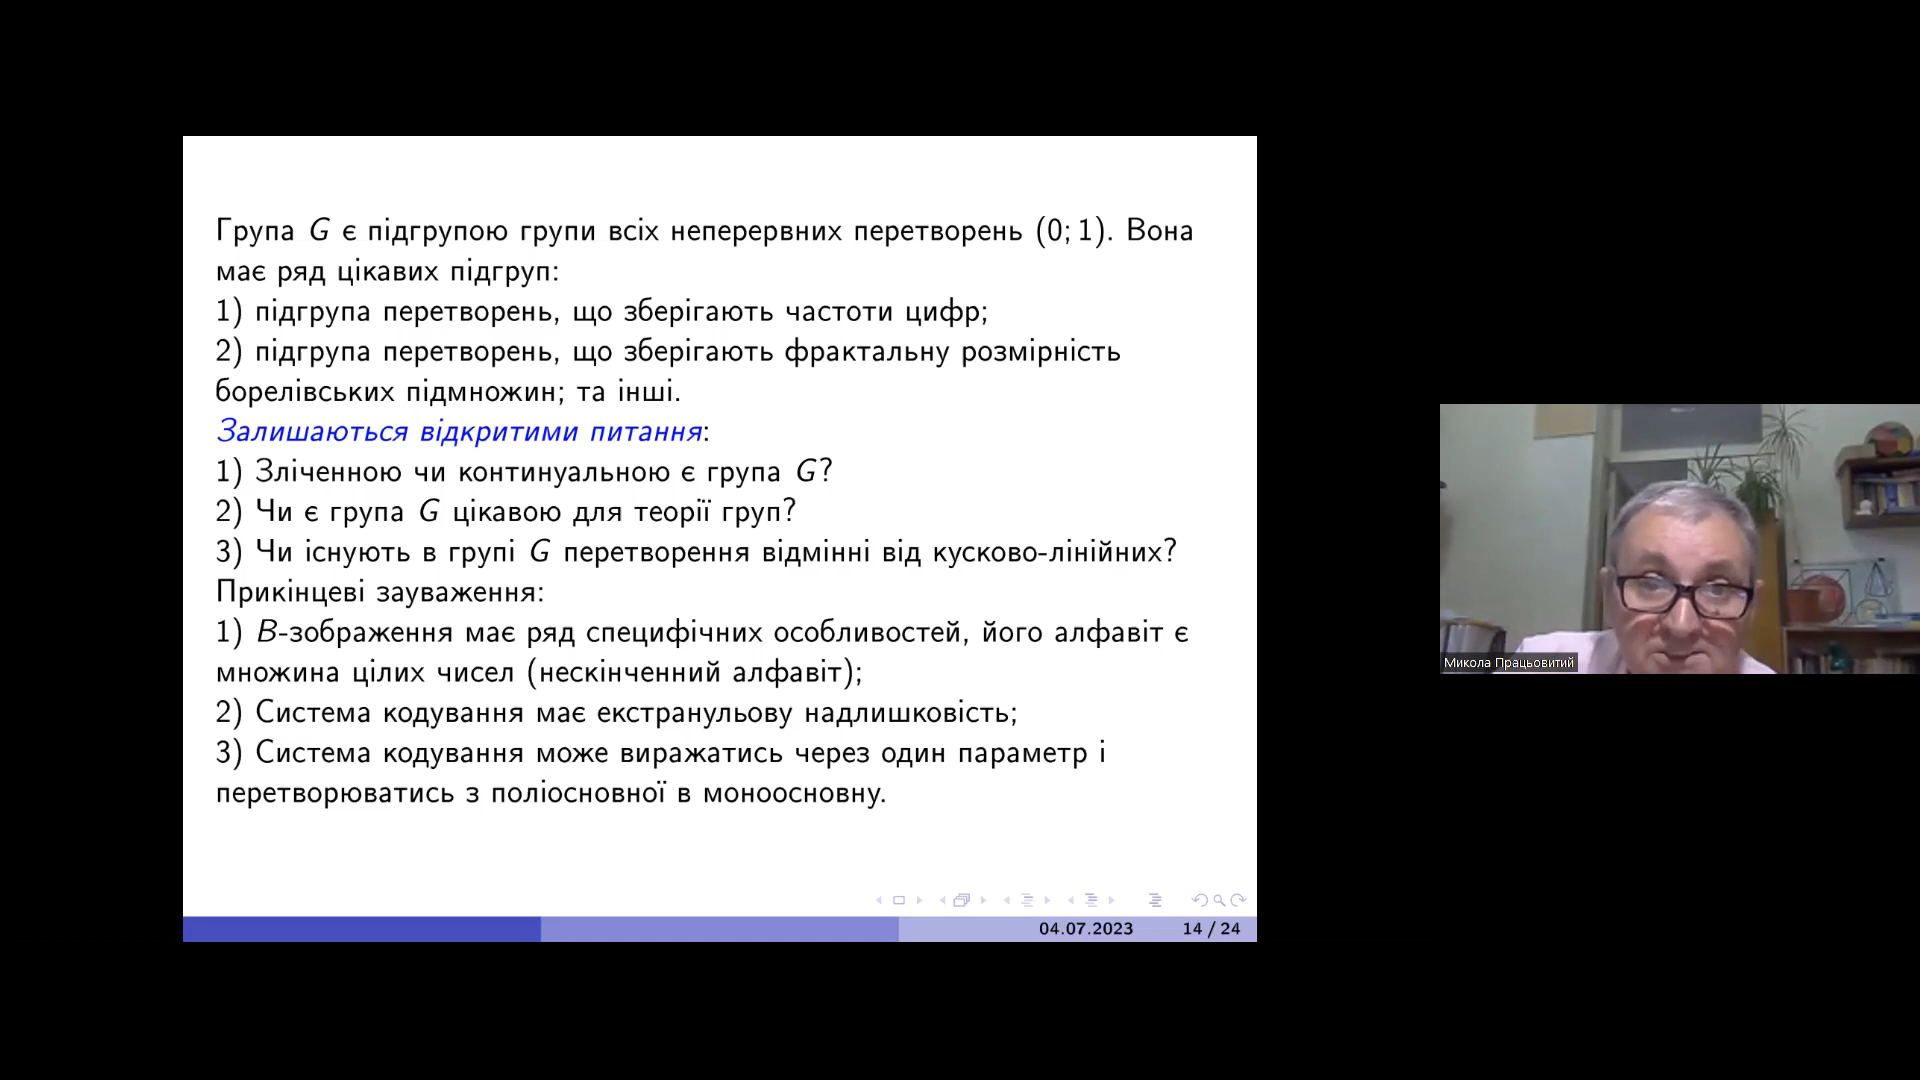 Група G є підгрупою групи всіх неперервних перетворень (0; 1). Вона
має ряд цікавих підгруп:
1) підгрупа перетворень, що зберігають частоти цифр;
2) підгрупа перетворень, що зберігають фрактальну розмірність
борелівських підмножин; та інші.
Залишаються відкритими питання:
1) Зліченною чи континуальною є група G?
2) Чи є група G цікавою для теорії груп?
3) Чи існують в групі G перетворення відмінні від кусково-лінійних?
Прикінцеві зауваження:
1) B-зображення має ряд специфічних особливостей, його алфавіт є
множина цілих чисел (нескінченний алфавіт);
2) Система кодування має екстранульову надлишковість;
3) Система кодування може виражатись через один параметр і
перетворюватись з поліосновної в моноосновну.
04.07.2023 14 / 24
Микола Працьовитий